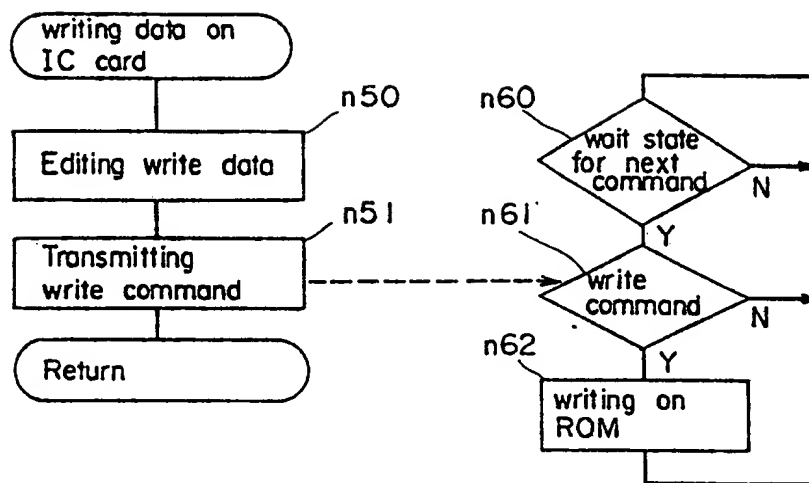 writing data on
IC card
n50
Editing write data
n51
Transmitting
write command
Return
n60
wait state
for next
command
N
Y
n61
write
command
N
Y
n62
writing on
ROM